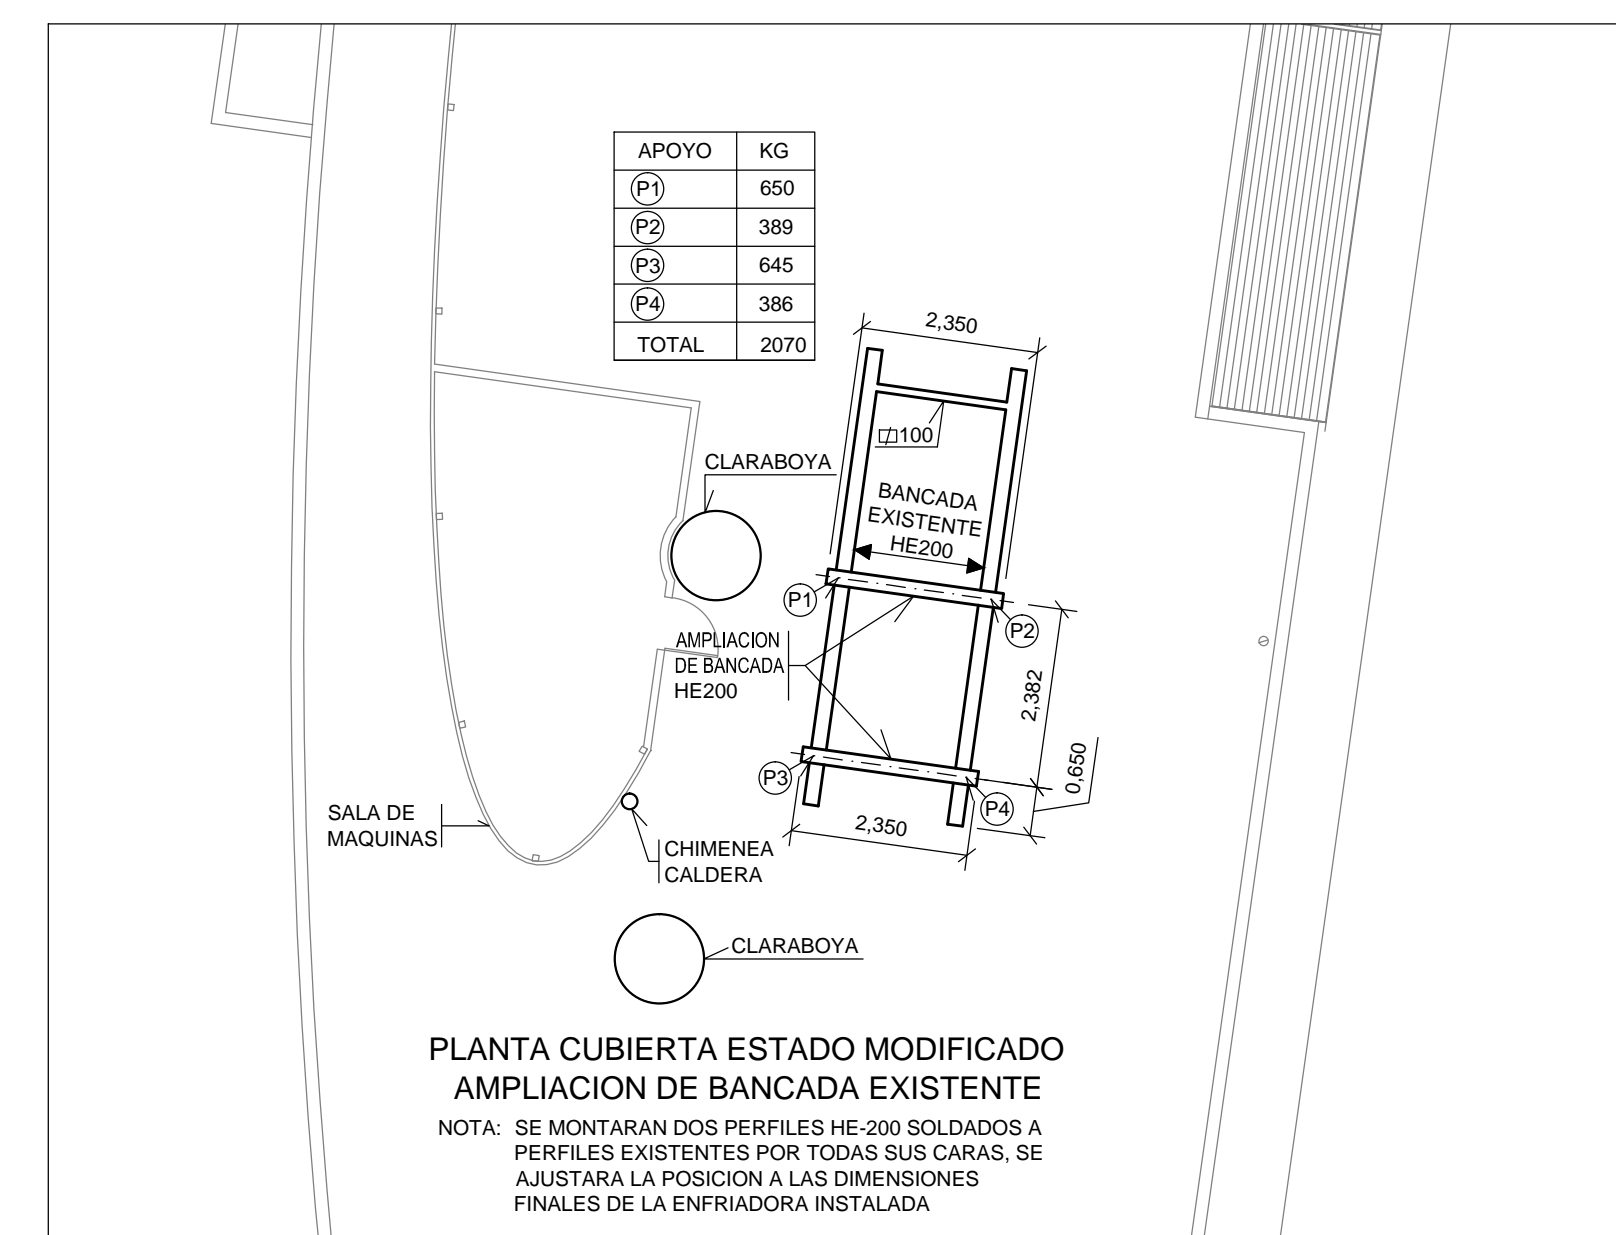 APOYO KG
P1 650
P2 389
P3 645
P4 386
TOTAL 2070
2,350
100
CLARABOYA
BANCADA
EXISTENTE
HE200
P1
P2
AMPLIACION
DE BANCADA
HE200
2,382
0,650
P3
P4
2,350
SALA DE
MAQUINAS
CHIMENEA
CALDERA
CLARABOYA
PLANTA CUBIERTA ESTADO MODIFICADO
AMPLIACION DE BANCADA EXISTENTE
NOTA: SE MONTARAN DOS PERFILES HE-200 SOLDADOS A
PERFILES EXISTENTES POR TODAS SUS CARAS, SE
AJUSTARA LA POSICION A LAS DIMENSIONES
FINALES DE LA ENFRIADORA INSTALADA